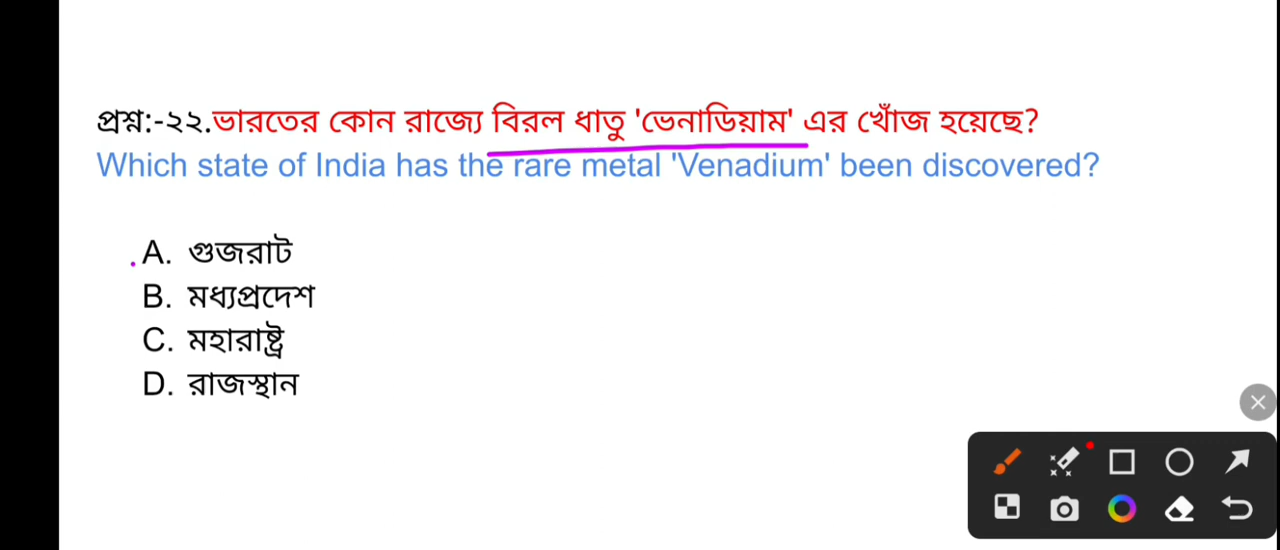 প্রশ্ন:-২২.ভারতের কোন রাজ্যে বিরল ধাতু 'ভেনাডিয়াম' এর খোঁজ হয়েছে?
Which state of India has the rare metal 'Venadium' been discovered?
A. গুজরাট
B. মধ্যপ্রদেশ
C. মহারাষ্ট্র
D. রাজস্থান